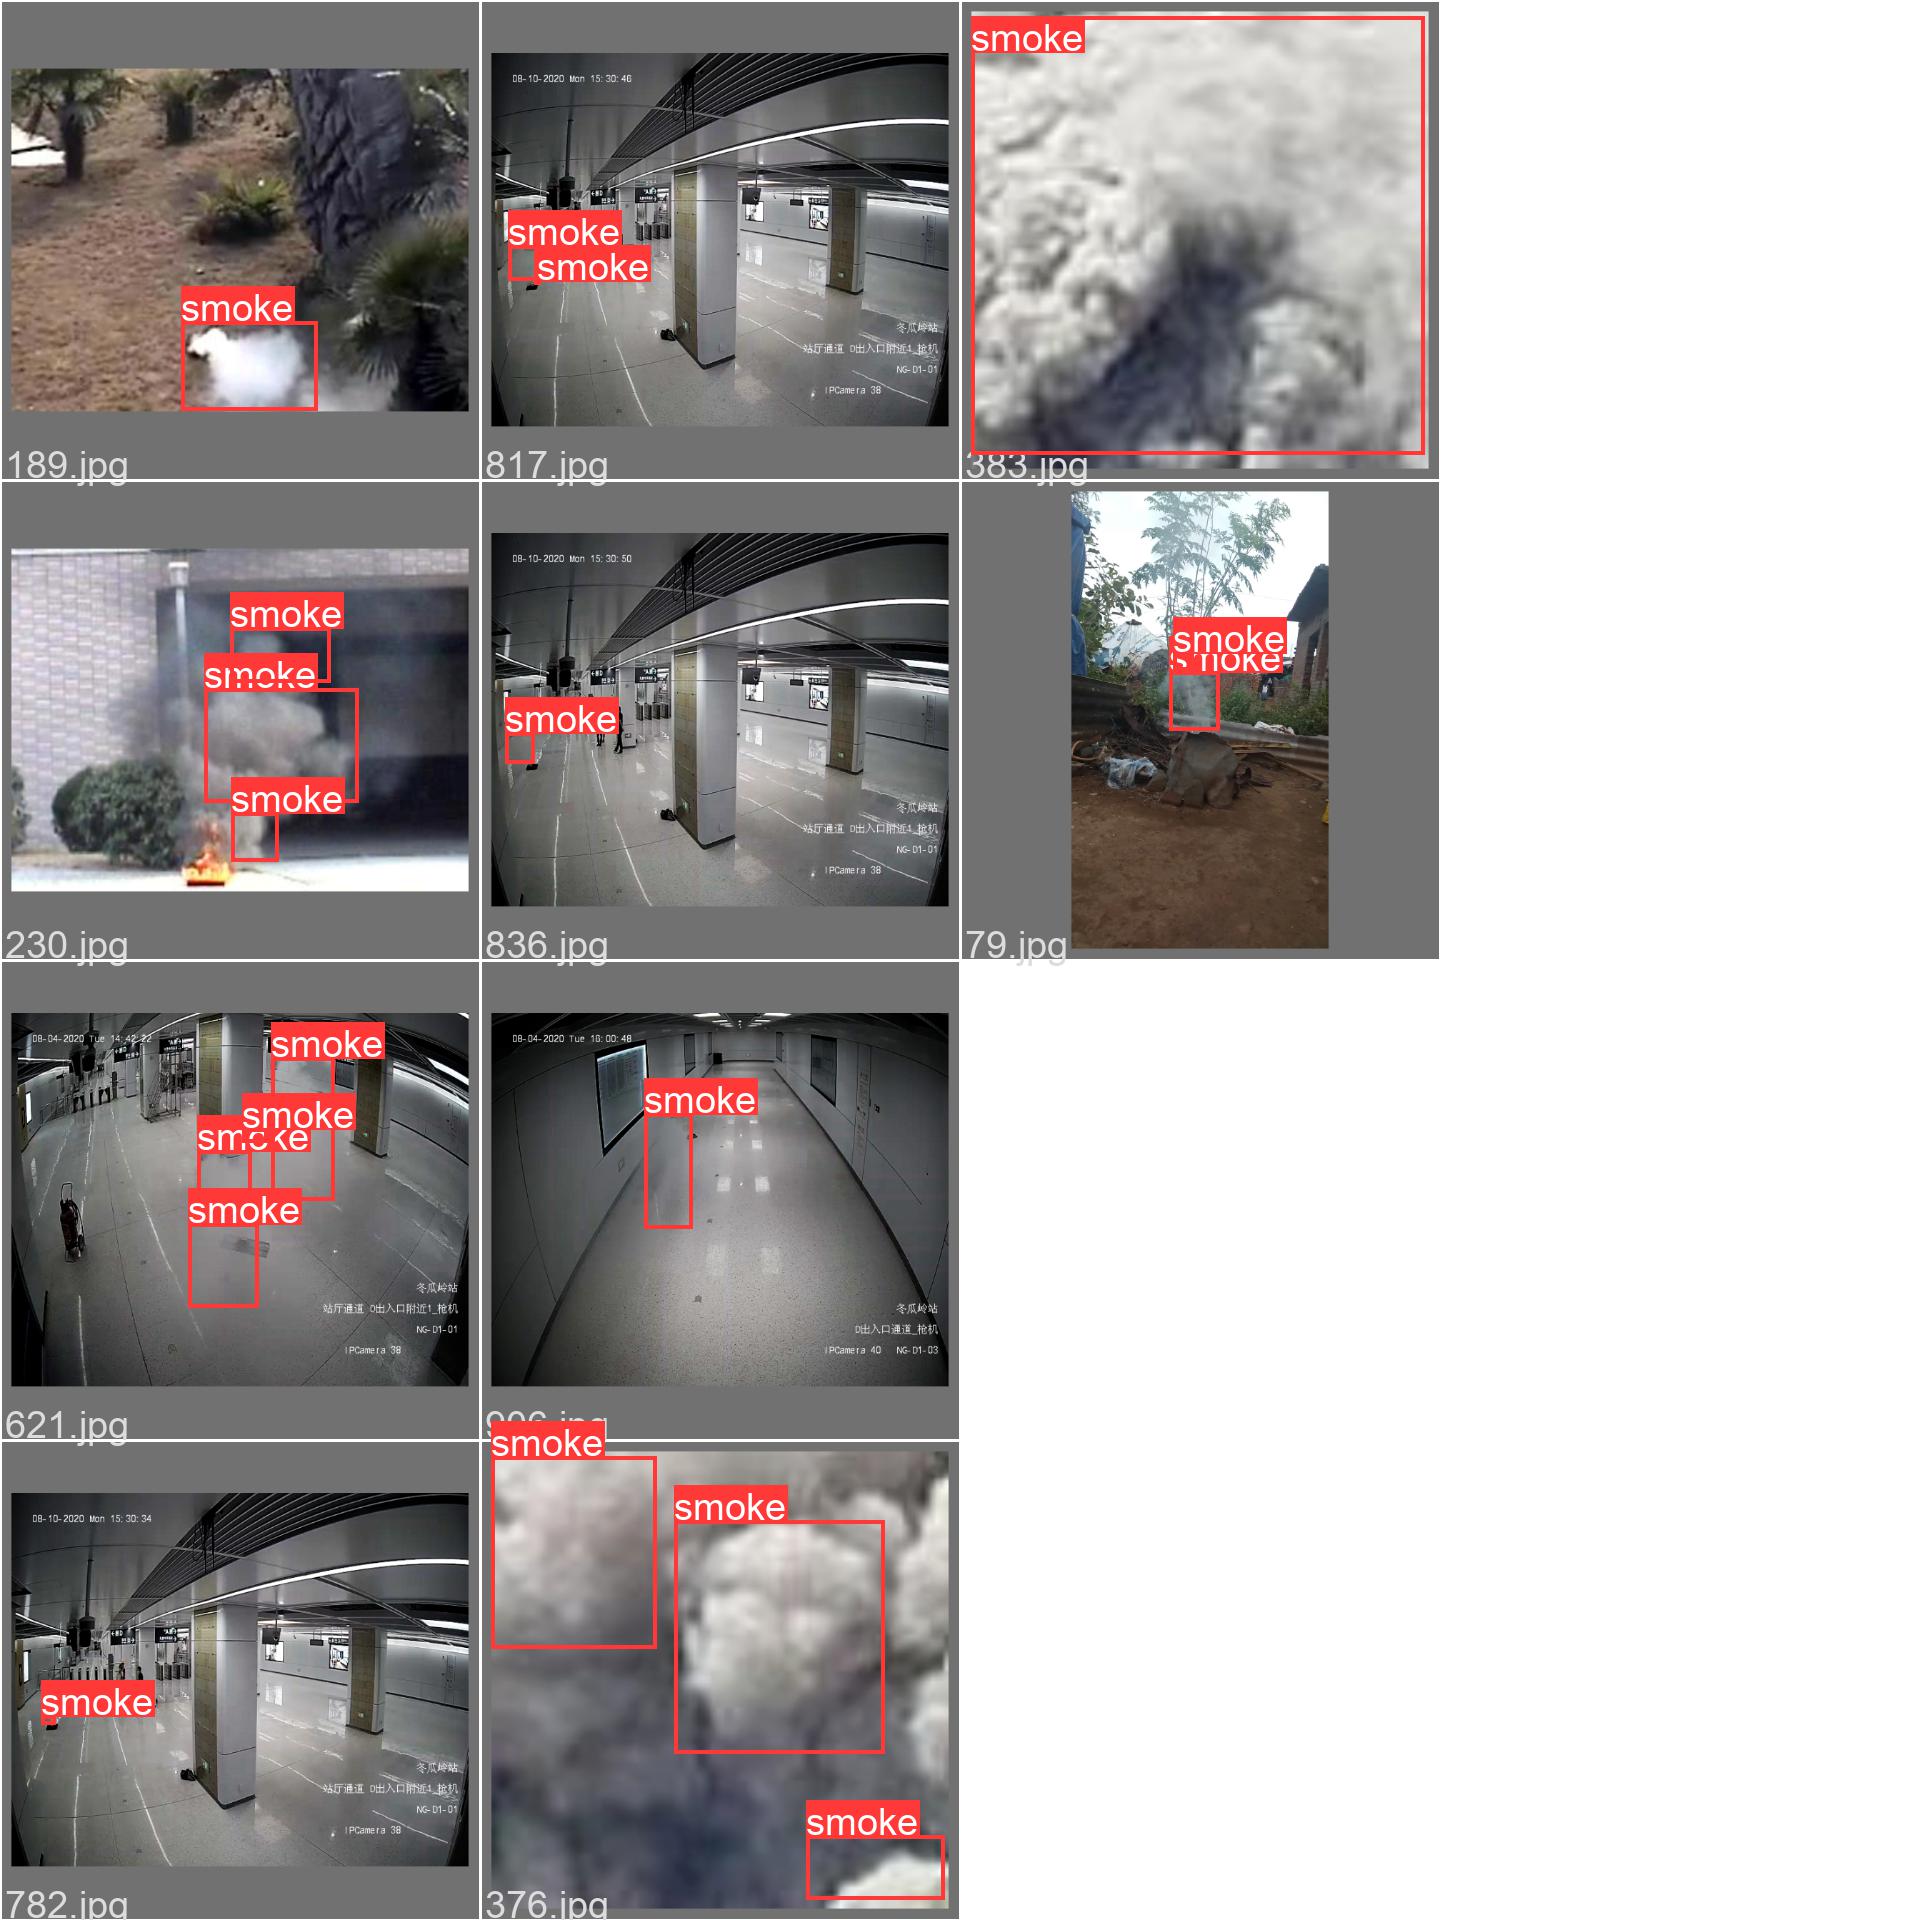 smoke
189.jpg
08-10-2020 Mon 15:30:46
smoke
smoke
冬瓜岭站
站厅通道 D出入口附近1_枪机
NG-D1-01
IPCamera 38
817.jpg
smoke
383.jpg
smoke
smoke
smoke
230.jpg
08-10-2020 Mon 15:30:50
smoke
冬瓜岭站
站厅通道 D出入口附近1_枪机
NG-D1-01
IPCamera 38
836.jpg
smoke
smoke
79.jpg
08-04-2020 Tue 14:42:22
smoke
smoke
smoke
smoke
冬瓜岭站
站厅通道 D出入口附近1_枪机
NG-D1-01
IPCamera 38
621.jpg
08-04-2020 Tue 16:00:48
smoke
冬瓜岭站
D出入口通道_枪机
IPCamera 40 NG-D1-03
906.jpg
08-10-2020 Mon 15:30:34
smoke
冬瓜岭站
站厅通道 D出入口附近1_枪机
NG-D1-01
IPCamera 38
782.jpg
smoke
smoke
smoke
376.jpg